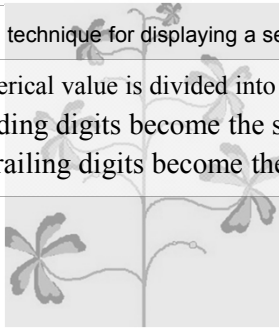 technique for displaying a se
erical value is divided into
ding digits become the s
railing digits become the